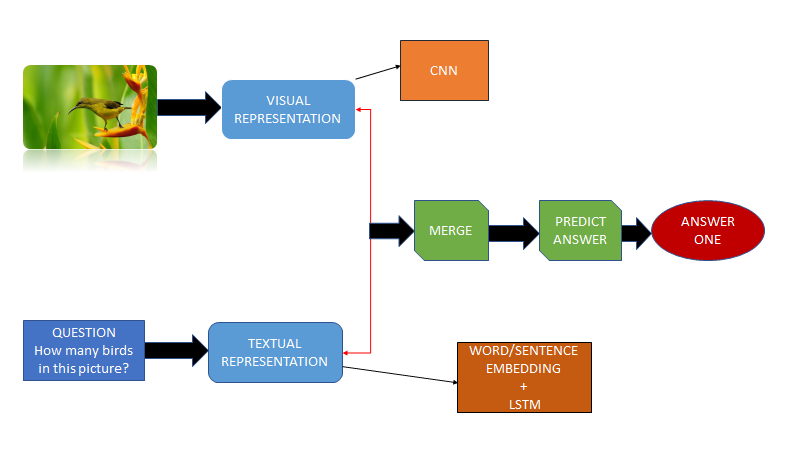 CNN
VISUAL
REPRESENTATION
MERGE
PREDICT
ANSWER
ANSWER
ONE
QUESTION
How many birds
in this picture?
TEXTUAL
REPRESENTATION
WORD/SENTENCE
EMBEDDING
+
LSTM